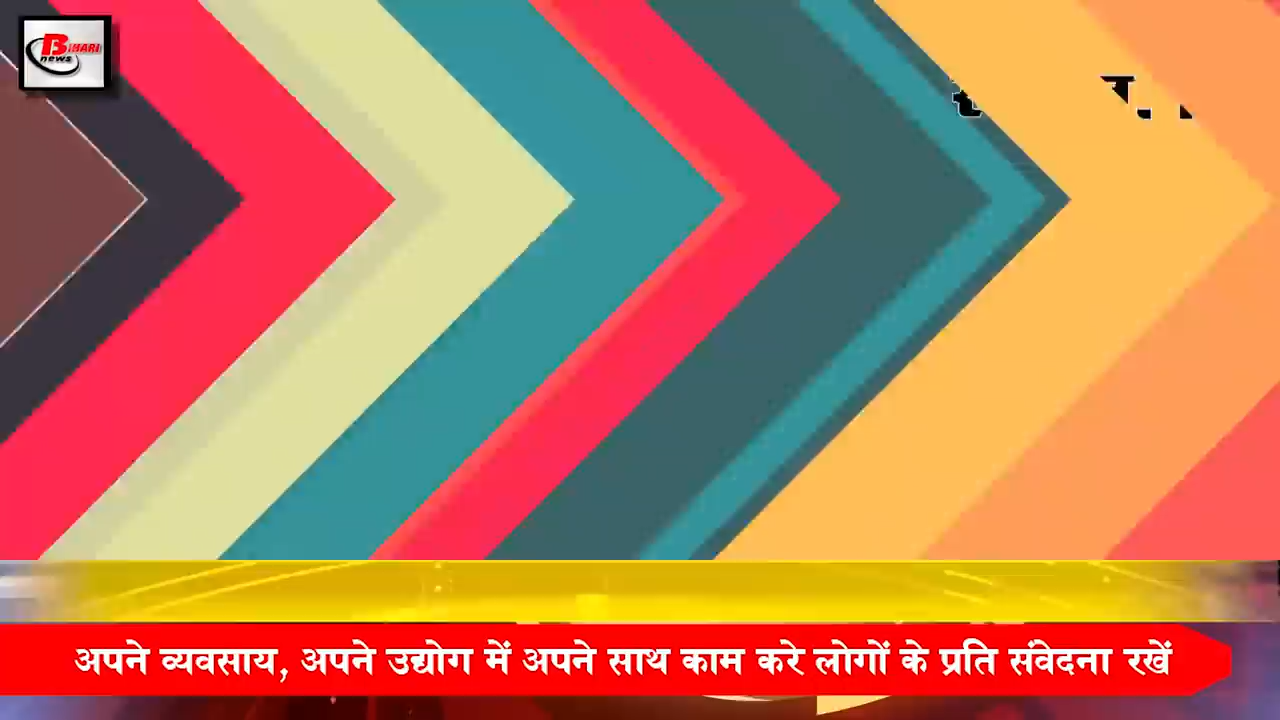 BIHARI
news
अपने व्यवसाय, अपने उद्योग में अपने साथ काम करे लोगों के प्रति संवेदना रखें